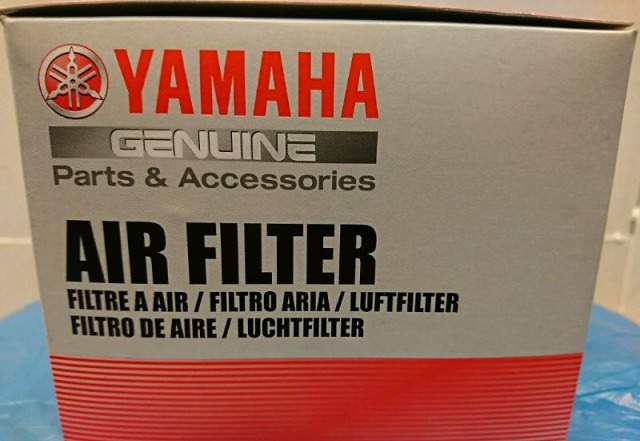 YAMAHA
GENUINE
Parts & Accessories
AIR FILTER
FILTRE A AIR / FILTRO ARIA / LUFTFILTER
FILTRO DE AIRE / LUCHTFILTER